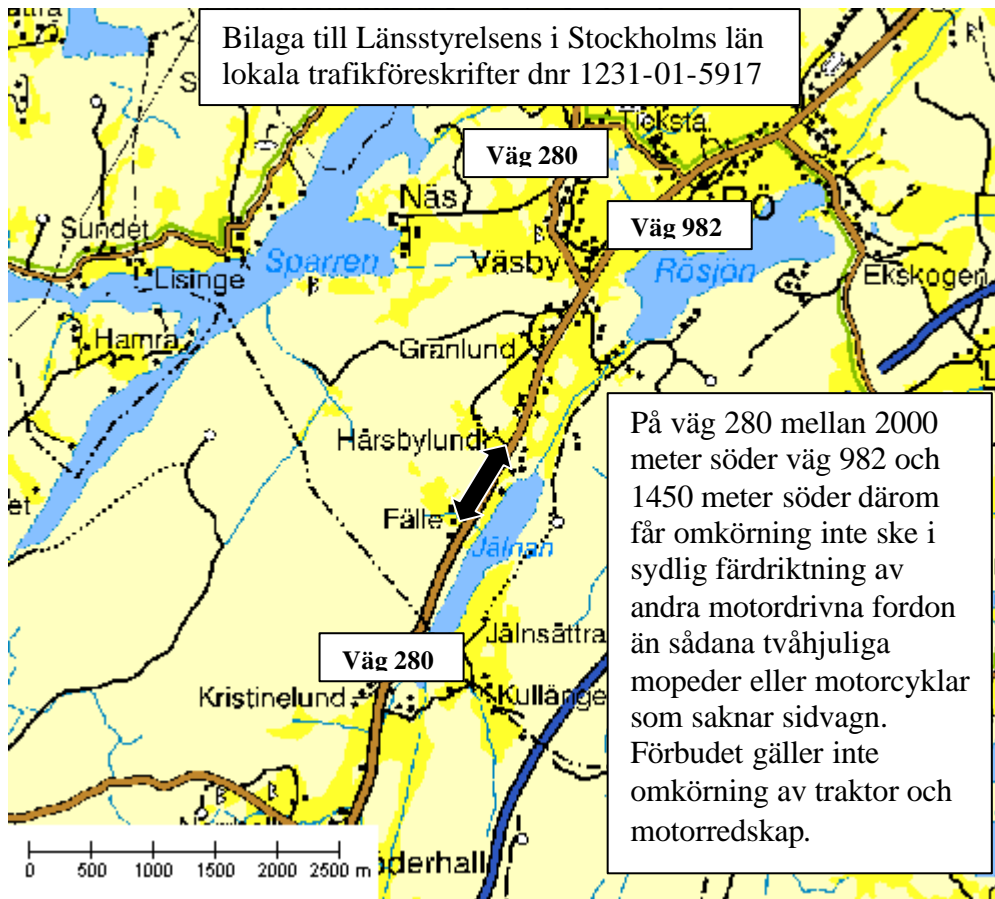 Bilaga till Länsstyrelsens i Stockholms län
lokala trafikföreskrifter dnr 1231-01-5917
Väg 280
Näs
Väg 982
Sundet
Väsby
Sparren
Rösjön
Lisinge
Ekskogen
Hamra
Granlund
Härsbylund
På väg 280 mellan 2000
meter söder väg 982 och
1450 meter söder därom
får omkörning inte ske i
sydlig färdriktning av
andra motordrivna fordon
än sådana tvåhjuliga
mopeder eller motorcyklar
som saknar sidvagn.
Förbudet gäller inte
omkörning av traktor och
motorredskap.
Fälle
Jälnan
Jälnsättra
Väg 280
Kristinelund
Kullänge
öderhall
0 500 1000 1500 2000 2500 m